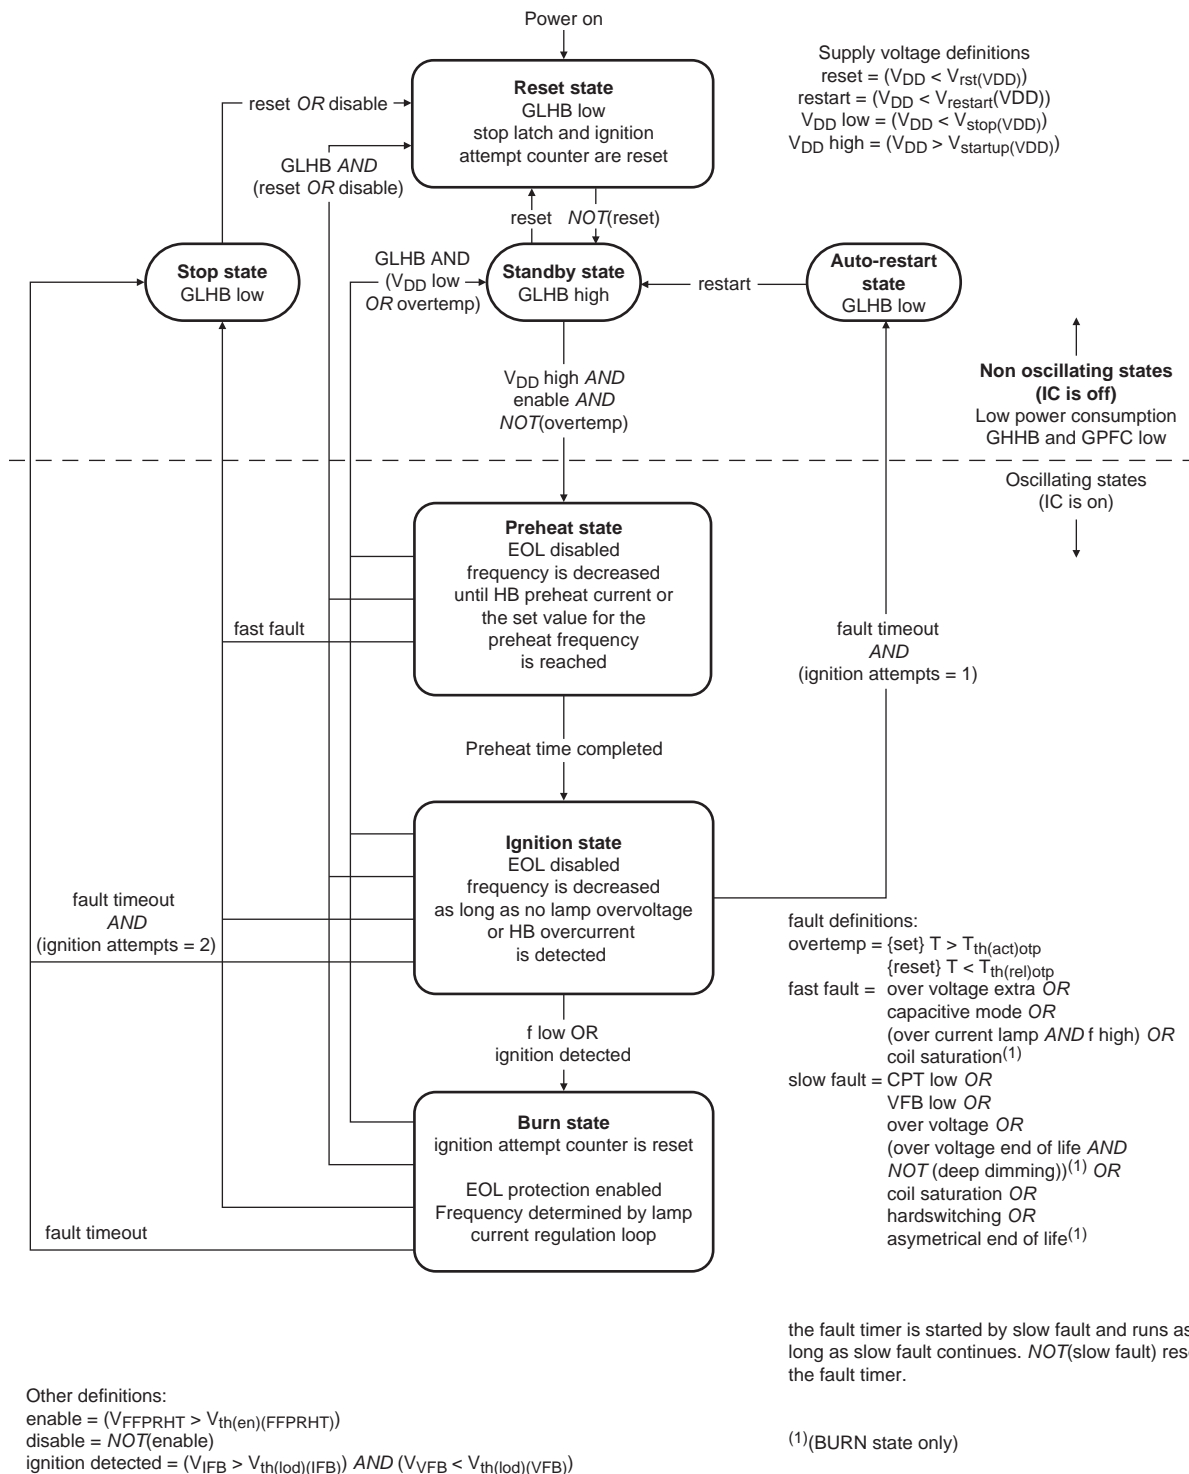 Power on
Supply voltage definitions
reset = (VDD < Vrst(VDD))
restart = (VDD < Vrestart(VDD))
VDD low = (VDD < Vstop(VDD))
VDD high = (VDD > Vstartup(VDD))
Reset state
GLHB low
stop latch and ignition
attempt counter are reset
reset OR disable
GLHB AND
(reset OR disable)
reset
NOT(reset)
Stop state
GLHB low
GLHB AND
(VDD low
OR overtemp)
Standby state
GLHB high
restart
Auto-restart
state
GLHB low
VDD high AND
enable AND
NOT(overtemp)
Non oscillating states
(IC is off)
Low power consumption
GHHB and GPFC low
Oscillating states
(IC is on)
Preheat state
EOL disabled
frequency is decreased
until HB preheat current or
the set value for the
preheat frequency
is reached
fast fault
fault timeout
AND
(ignition attempts = 1)
Preheat time completed
Ignition state
EOL disabled
frequency is decreased
as long as no lamp overvoltage
or HB overcurrent
is detected
fault timeout
AND
(ignition attempts = 2)
f low OR
ignition detected
Burn state
ignition attempt counter is reset
EOL protection enabled
Frequency determined by lamp
current regulation loop
fault timeout
fault definitions:
overtemp = {set} T > Tth(act)otp
{reset} T < Tth(rel)otp
fast fault = over voltage extra OR
capacitive mode OR
(over current lamp AND f high) OR
coil saturation(1)
slow fault = CPT low OR
VFB low OR
over voltage OR
(over voltage end of life AND
NOT (deep dimming))(1) OR
coil saturation OR
hardswitching OR
asymetrical end of life(1)
the fault timer is started by slow fault and runs as
long as slow fault continues. NOT(slow fault) res
the fault timer.
(1)(BURN state only)
Other definitions:
enable = (VFFPRHT > Vth(en)(FFPRHT))
disable = NOT(enable)
ignition detected = (VIFB > Vth(lod)(IFB)) AND (VVFB < Vth(lod)(VFB))